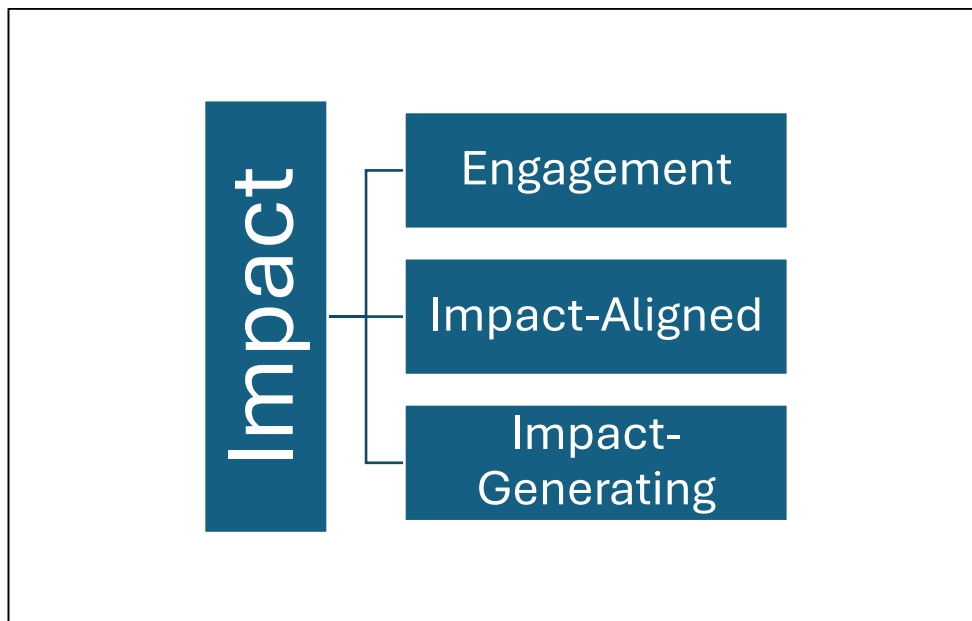 Impact
Engagement
Impact-Aligned
Impact-
Generating